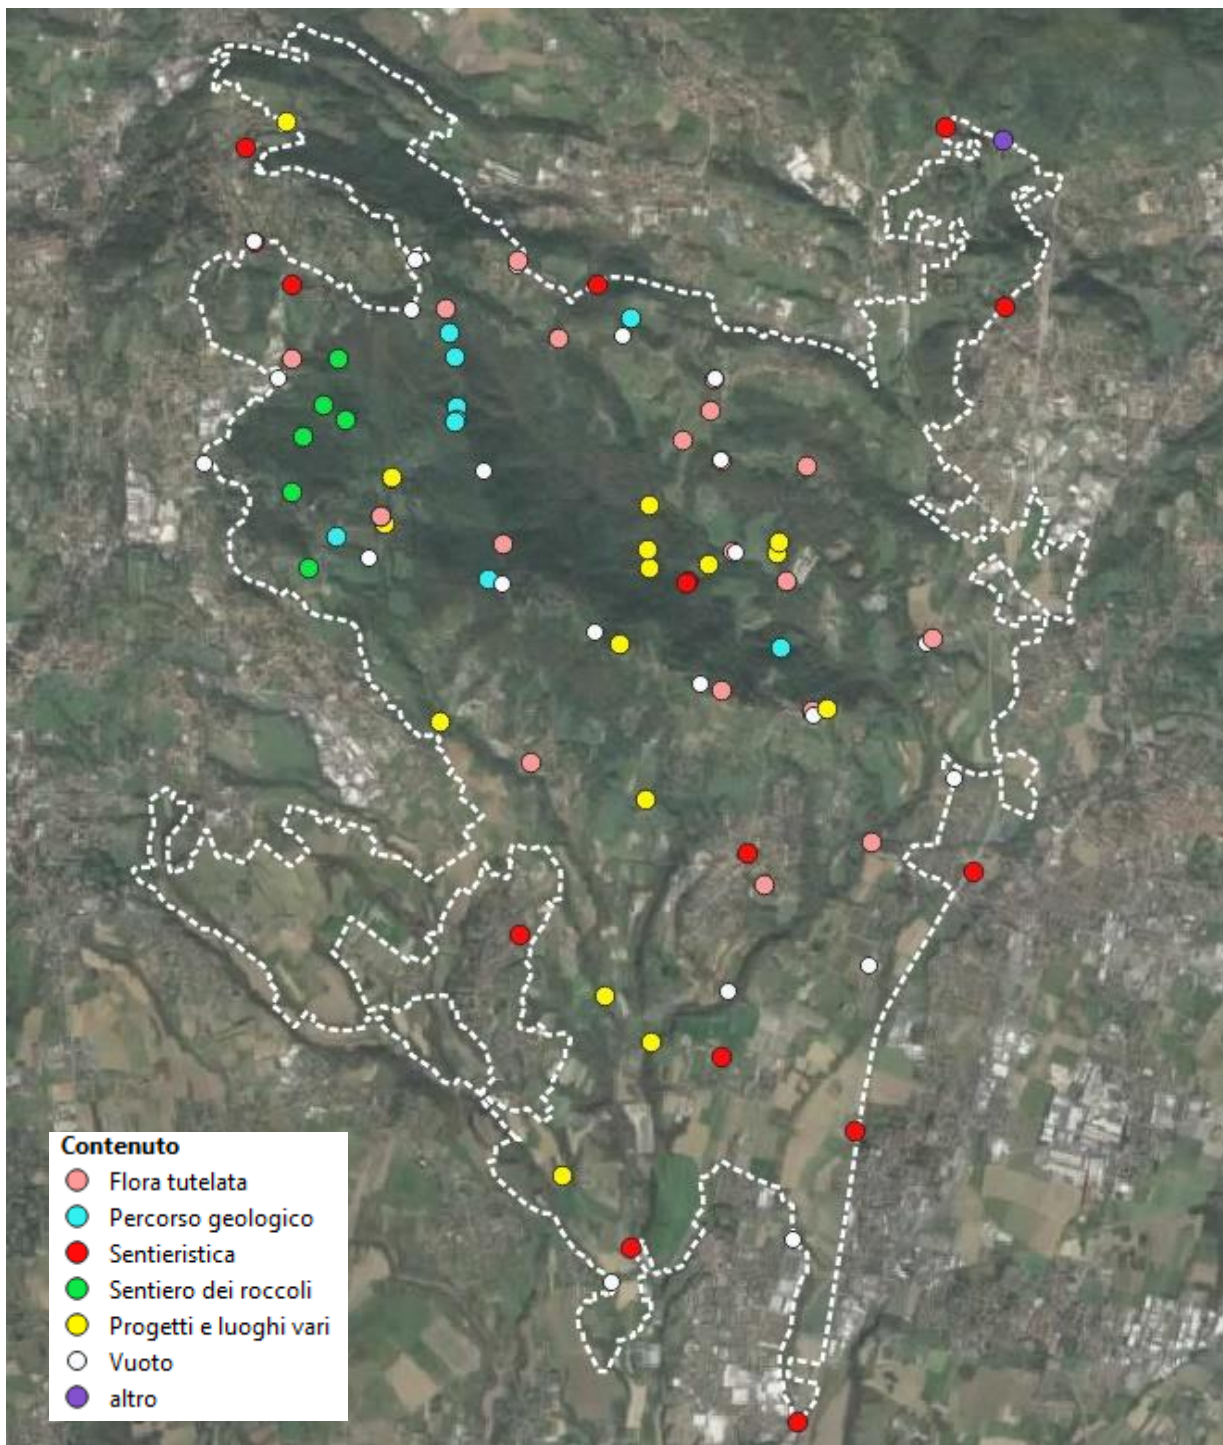 Contenuto
Flora tutelata
Percorso geologico
Sentieristica
Sentiero dei roccoli
Progetti e luoghi vari
Vuoto
altro